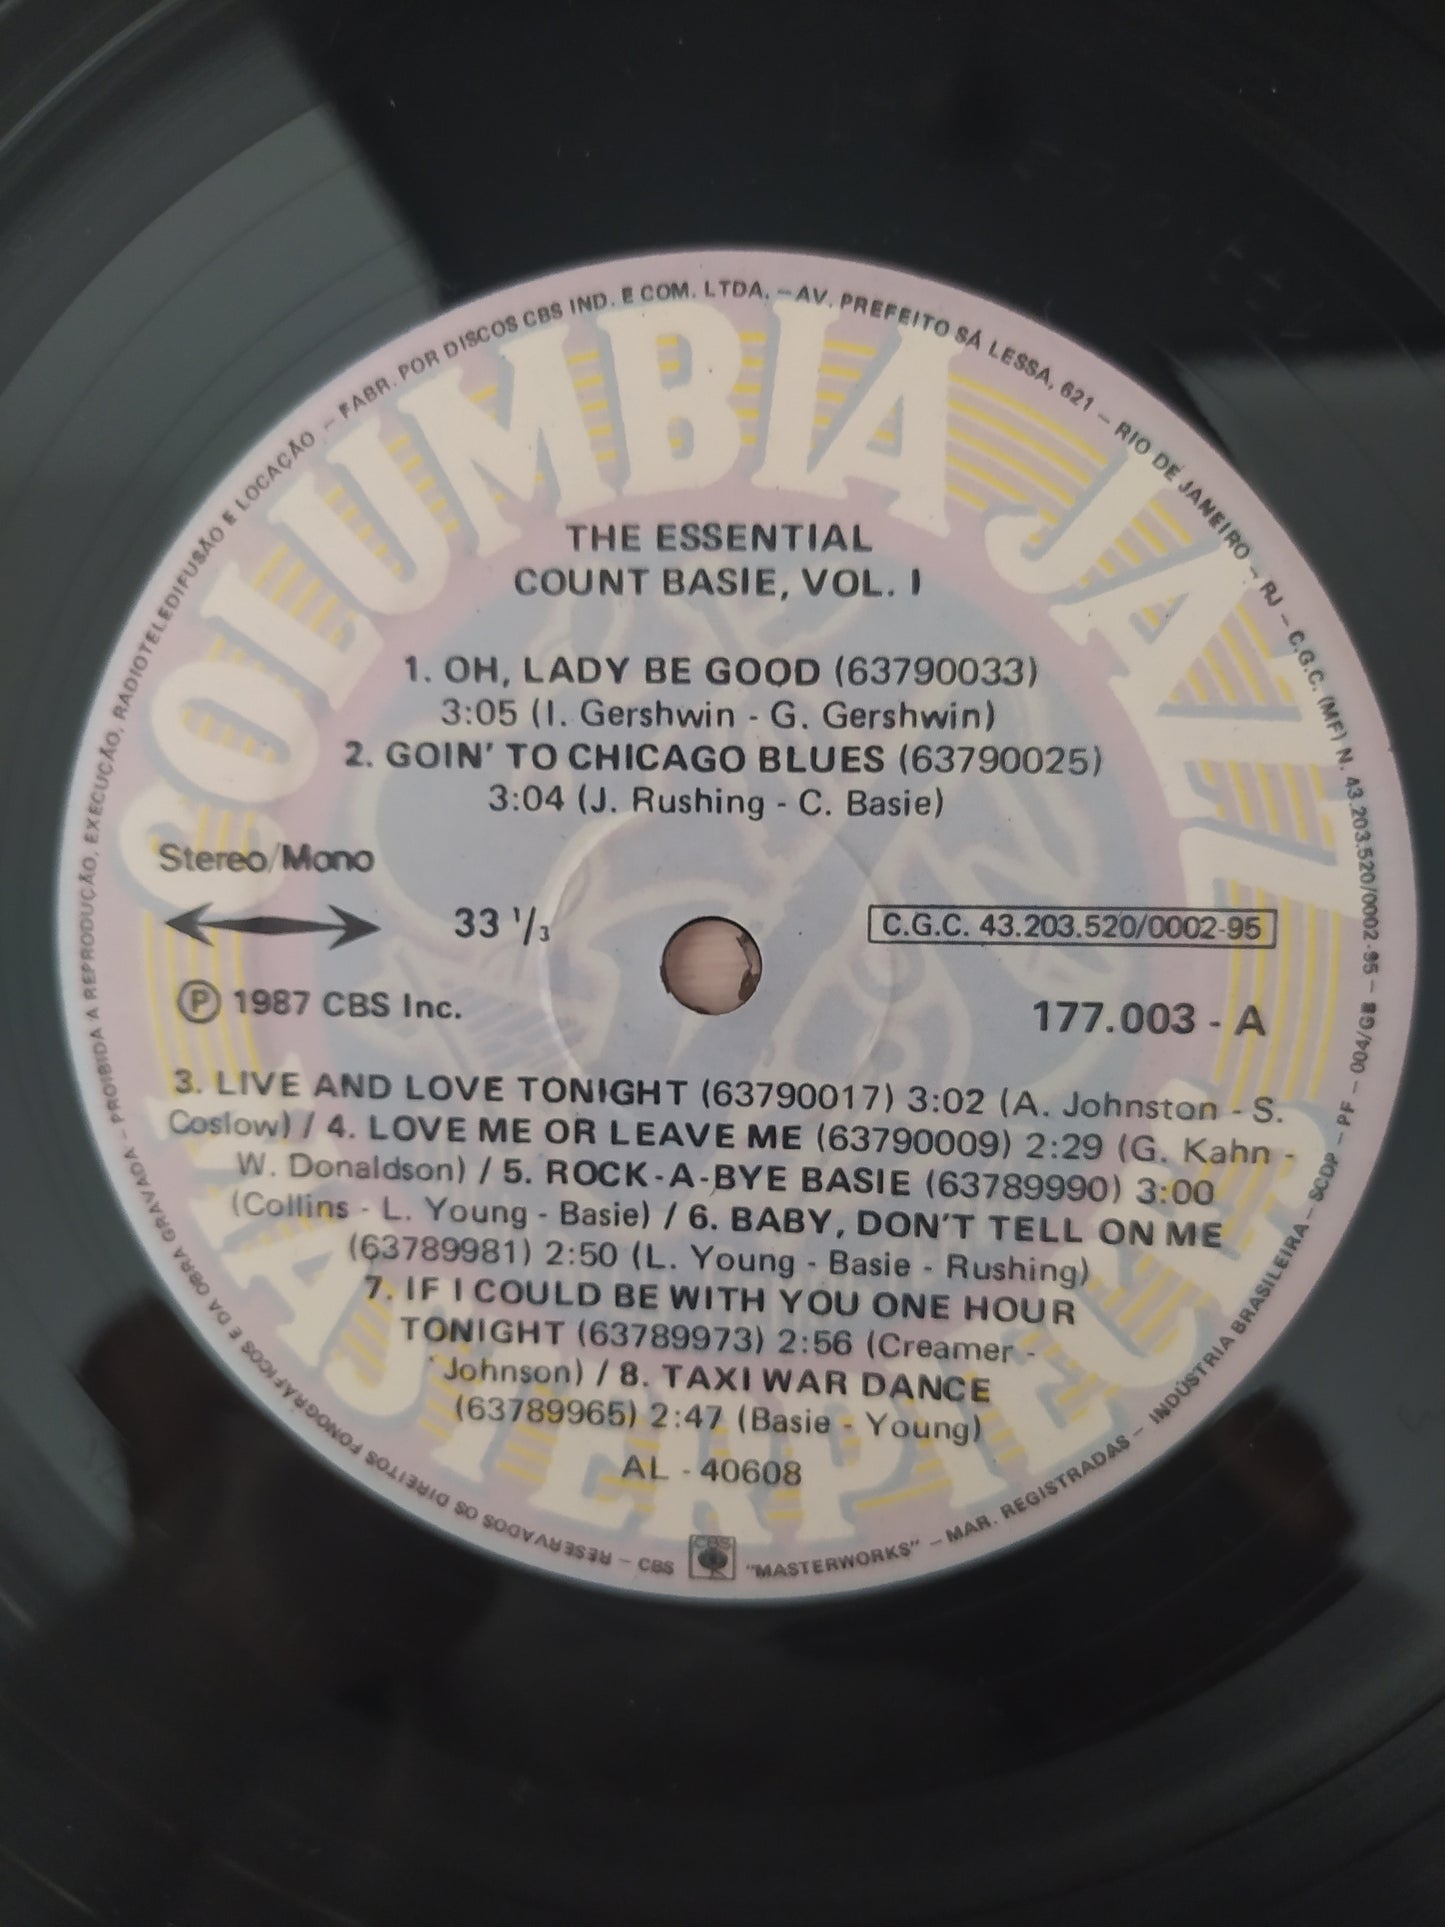 COLUMBIA JAZZ
THE ESSENTIAL
COUNT BASIE, VOL. I
1. OH, LADY BE GOOD (63790033)
3:05 (I. Gershwin - G. Gershwin)
2. GOIN' TO CHICAGO BLUES (63790025)
3:04 (J. Rushing - C. Basie)
Stereo/Mono
33 1/3
C.G.C. 43.203.520/0002-95
Ⓟ 1987 CBS Inc.
177.003 - A
3. LIVE AND LOVE TONIGHT (63790017) 3:02 (A. Johnston - S.
Coslow) / 4. LOVE ME OR LEAVE ME (63790009) 2:29 (G. Kahn -
W. Donaldson) / 5. ROCK-A-BYE BASIE (63789990) 3:00
(Collins - L. Young - Basie) / 6. BABY, DON'T TELL ON ME
(63789981) 2:50 (L. Young - Basie - Rushing)
7. IF I COULD BE WITH YOU ONE HOUR
TONIGHT (63789973) 2:56 (Creamer -
Johnson) / 8. TAXI WAR DANCE
(63789965) 2:47 (Basie - Young)
AL - 40608
MASTERPIECES
CBS
CBS "MASTERWORKS" – MAR. REGISTRADAS – INDÚSTRIA BRASILEIRA – SCDP – PF – 004/GB
RESERVADOS OS DIREITOS FONOGRÁFICOS E DA OBRA GRAVADA – PROIBIDA A REPRODUÇÃO, EXECUÇÃO, RADIOTELEDIFUSÃO E LOCAÇÃO – FABR. POR DISCOS CBS IND. E COM. LTDA. – AV. PREFEITO SÁ LESSA, 621 – RIO DE JANEIRO – RJ – C.G.C. (MF) N. 43.203.520/0002-95 –